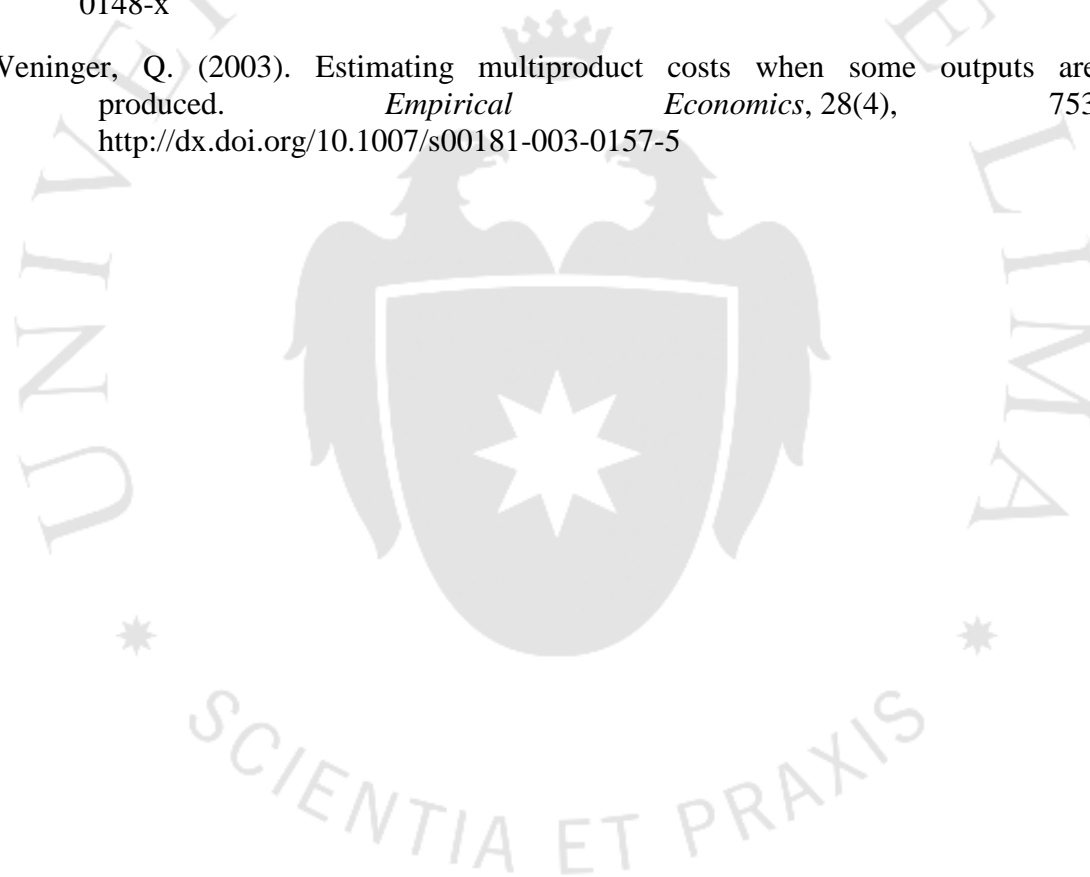 0148-x
Weninger, Q. (2003). Estimating multiproduct costs when some outputs are
produced. Empirical Economics, 28(4), 753
http://dx.doi.org/10.1007/s00181-003-0157-5
LIMA
SCIENTIA ET PRAXIS